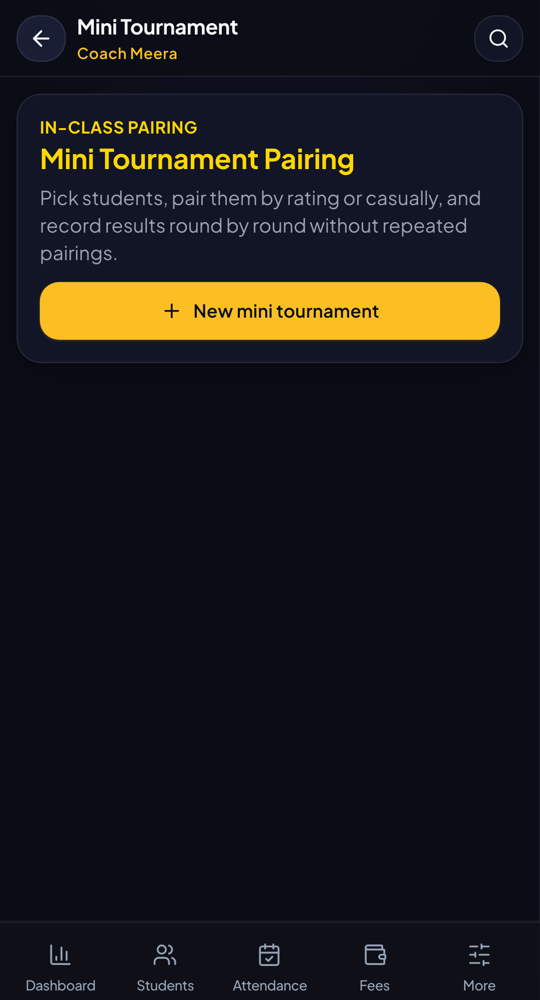 Mini Tournament
Coach Meera
IN-CLASS PAIRING
Mini Tournament Pairing
Pick students, pair them by rating or casually, and
record results round by round without repeated
pairings.
New mini tournament
Dashboard
Students
Attendance
Fees
More